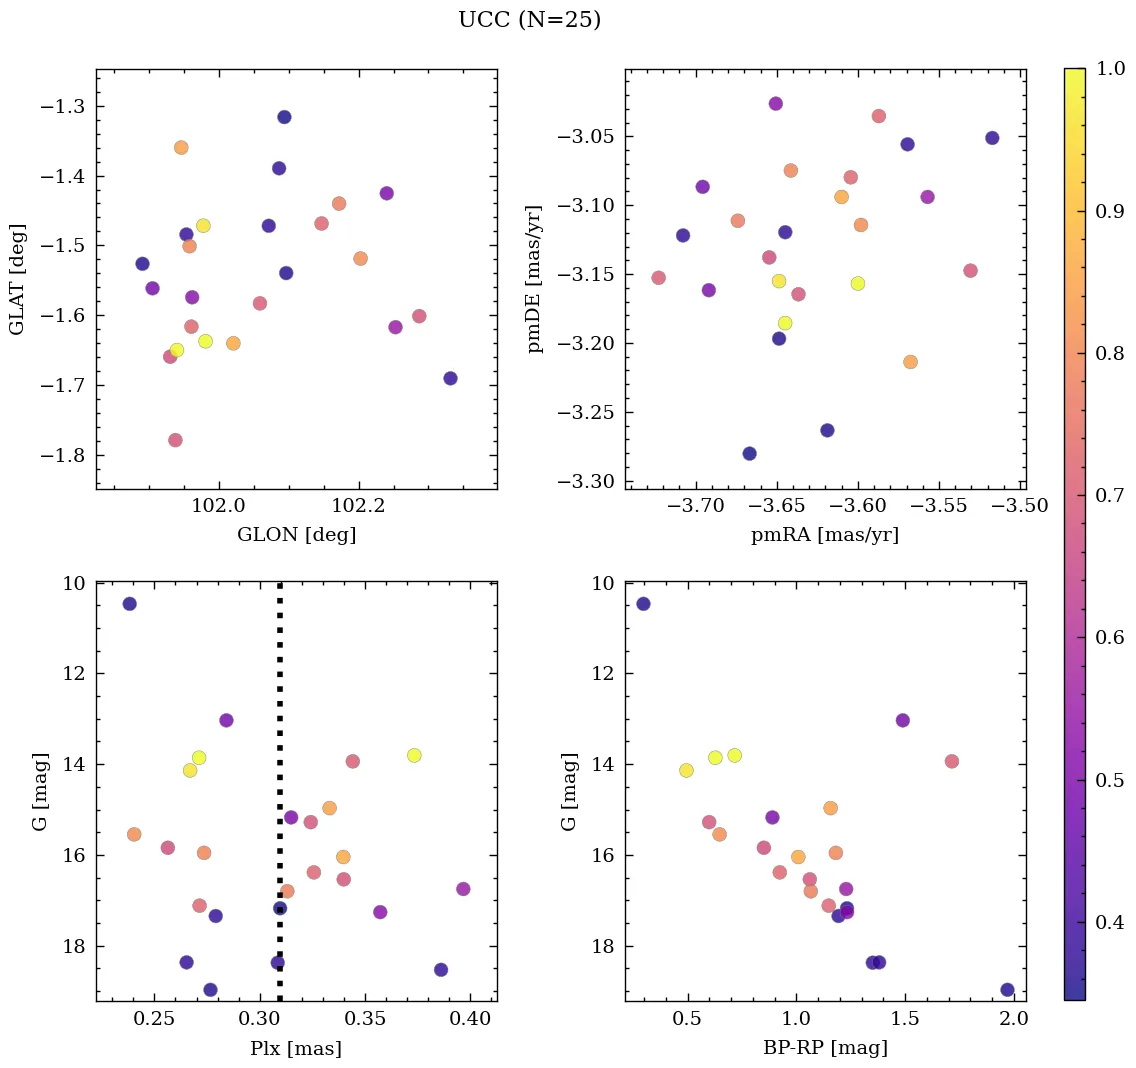 UCC (N=25)
−1.3
−1.4
−1.5
−1.6
−1.7
−1.8
GLAT [deg]
102.0 102.2
GLON [deg]
−3.05
−3.10
−3.15
−3.20
−3.25
−3.30
pmDE [mas/yr]
−3.70 −3.65 −3.60 −3.55 −3.50
pmRA [mas/yr]
10
12
14
16
18
G [mag]
0.25 0.30 0.35 0.40
Plx [mas]
10
12
14
16
18
G [mag]
0.5 1.0 1.5 2.0
BP-RP [mag]
1.0
0.9
0.8
0.7
0.6
0.5
0.4